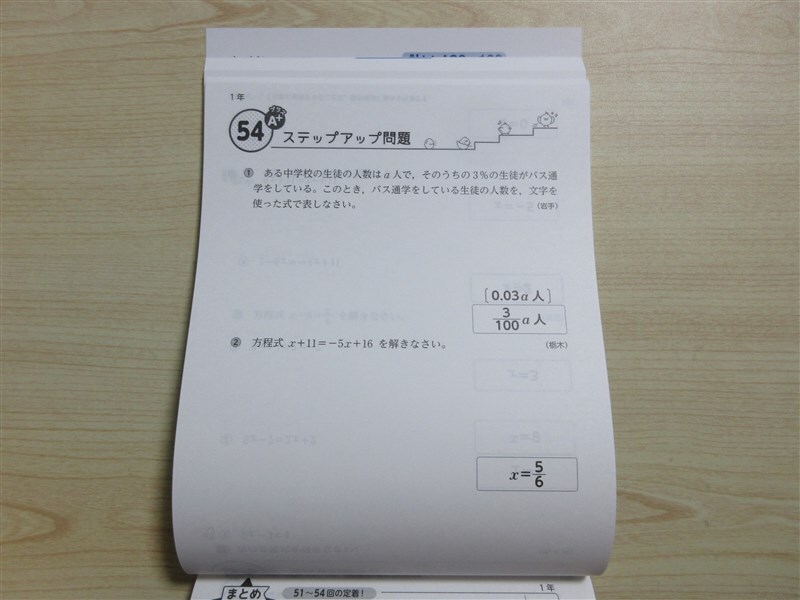 1年
54
プラス
A+
ステップアップ問題
① ある中学校の生徒の人数はa人で,そのうちの3%の生徒がバス通
学をしている。このとき,バス通学をしている生徒の人数を,文字を
使った式で表しなさい。
(岩手)
[0.03a人]
3/100 a人
② 方程式 x+11=-5x+16 を解きなさい。
(栃木)
x=5/6
まとめ
51〜54回の定着!
1年